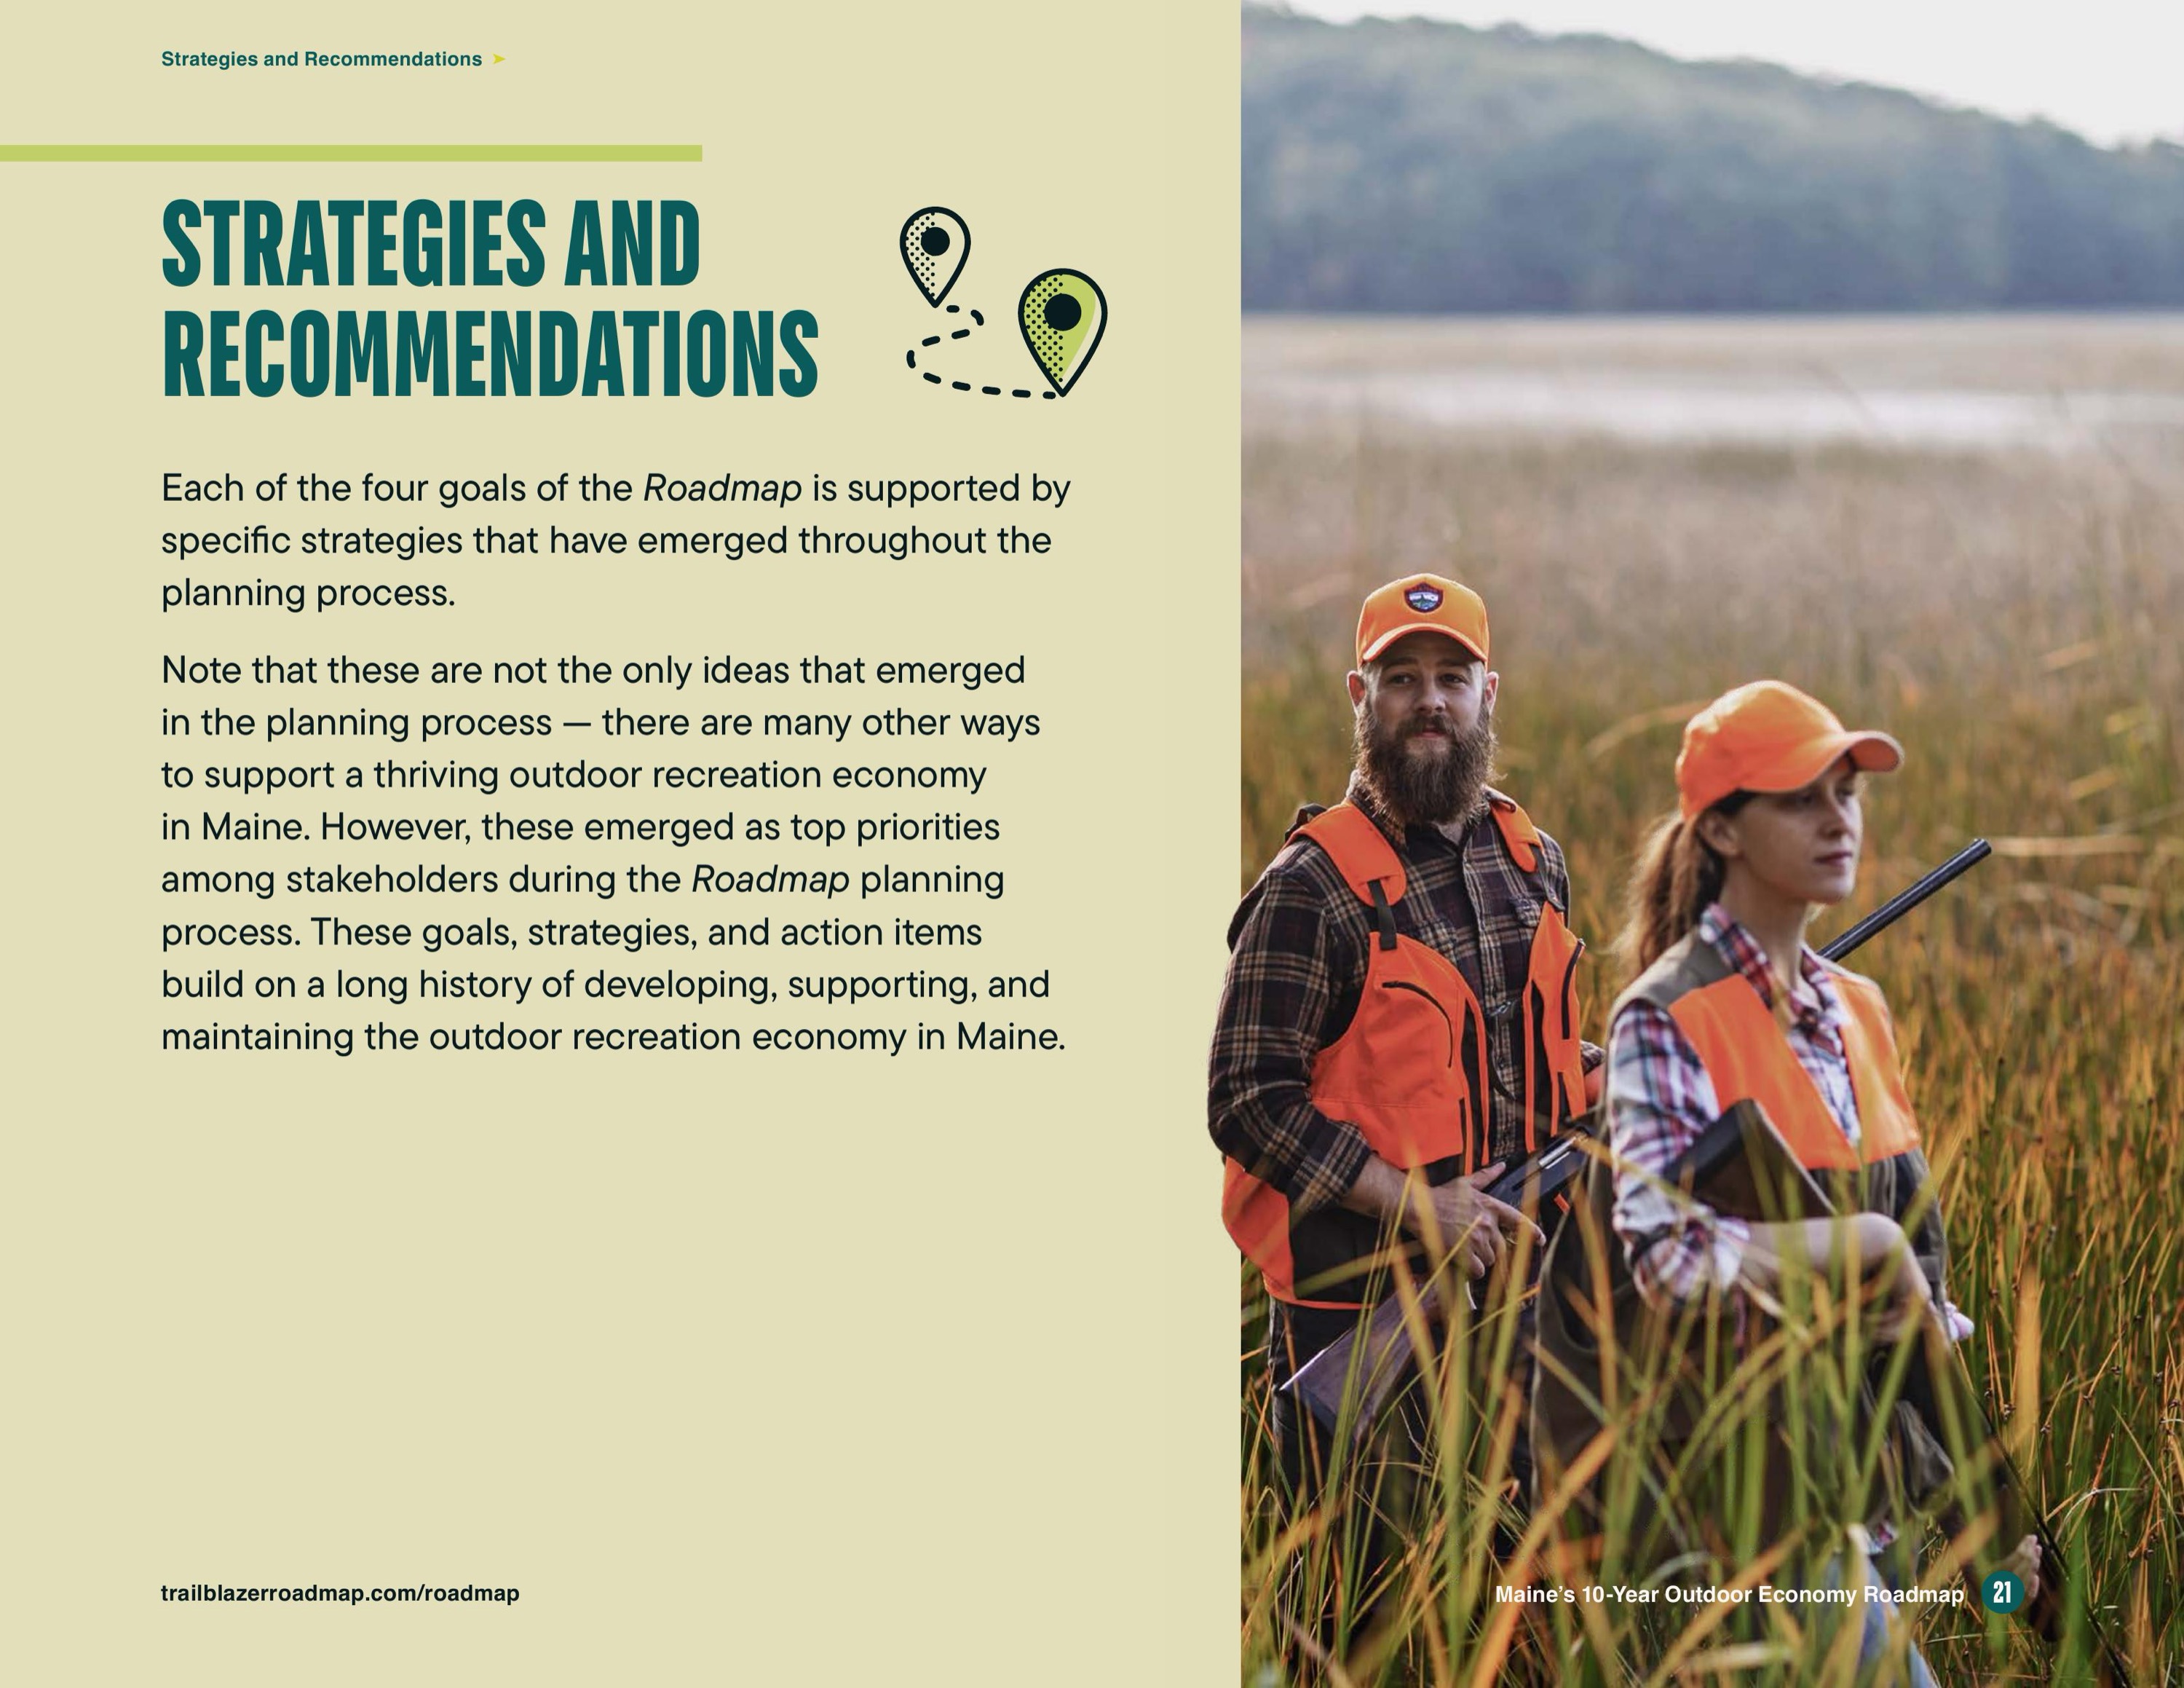 Strategies and Recommendations ➤
STRATEGIES AND
RECOMMENDATIONS
Each of the four goals of the Roadmap is supported by
specific strategies that have emerged throughout the
planning process.
Note that these are not the only ideas that emerged
in the planning process — there are many other ways
to support a thriving outdoor recreation economy
in Maine. However, these emerged as top priorities
among stakeholders during the Roadmap planning
process. These goals, strategies, and action items
build on a long history of developing, supporting, and
maintaining the outdoor recreation economy in Maine.
trailblazerroadmap.com/roadmap
Maine’s 10-Year Outdoor Economy Roadmap 21